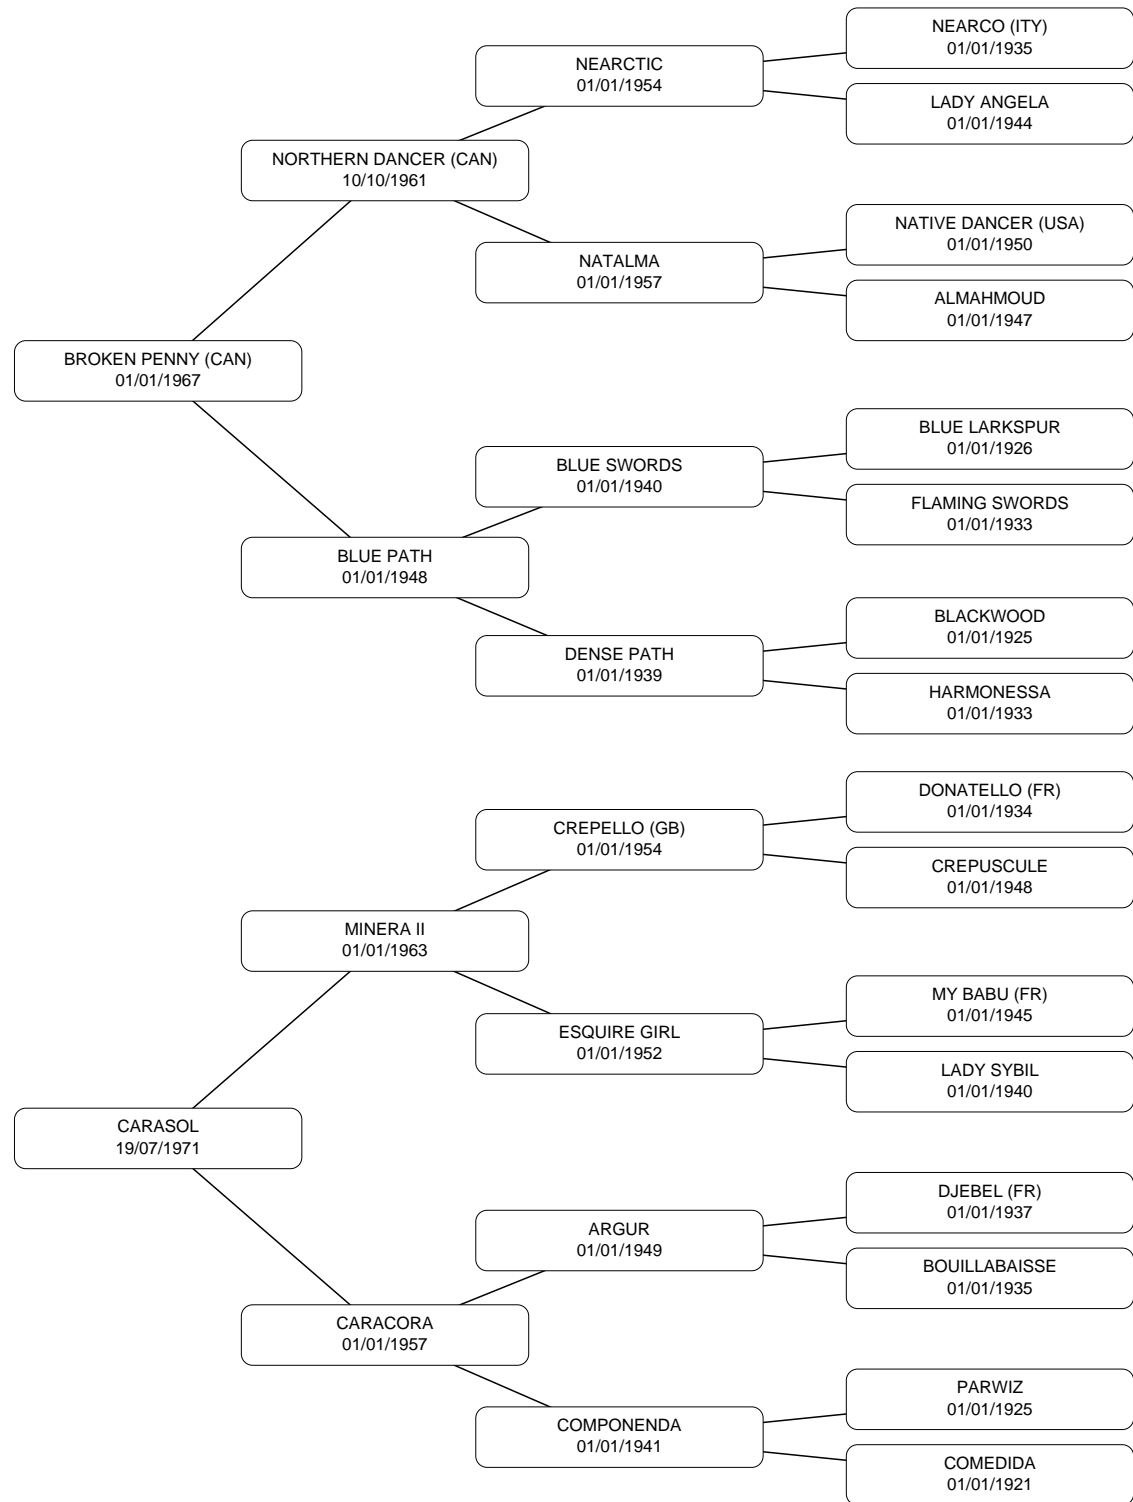 NEARCO (ITY)
01/01/1935
NEARCTIC
01/01/1954
LADY ANGELA
01/01/1944
NORTHERN DANCER (CAN)
10/10/1961
NATIVE DANCER (USA)
01/01/1950
NATALMA
01/01/1957
ALMAHMOUD
01/01/1947
BROKEN PENNY (CAN)
01/01/1967
BLUE LARKSPUR
01/01/1926
BLUE SWORDS
01/01/1940
FLAMING SWORDS
01/01/1933
BLUE PATH
01/01/1948
BLACKWOOD
01/01/1925
DENSE PATH
01/01/1939
HARMONESSA
01/01/1933
DONATELLO (FR)
01/01/1934
CREPELLO (GB)
01/01/1954
CREPUSCULE
01/01/1948
MINERA II
01/01/1963
MY BABU (FR)
01/01/1945
ESQUIRE GIRL
01/01/1952
LADY SYBIL
01/01/1940
CARASOL
19/07/1971
DJEBEL (FR)
01/01/1937
ARGUR
01/01/1949
BOUILLABAISSE
01/01/1935
CARACORA
01/01/1957
PARWIZ
01/01/1925
COMPONENDA
01/01/1941
COMEDIDA
01/01/1921